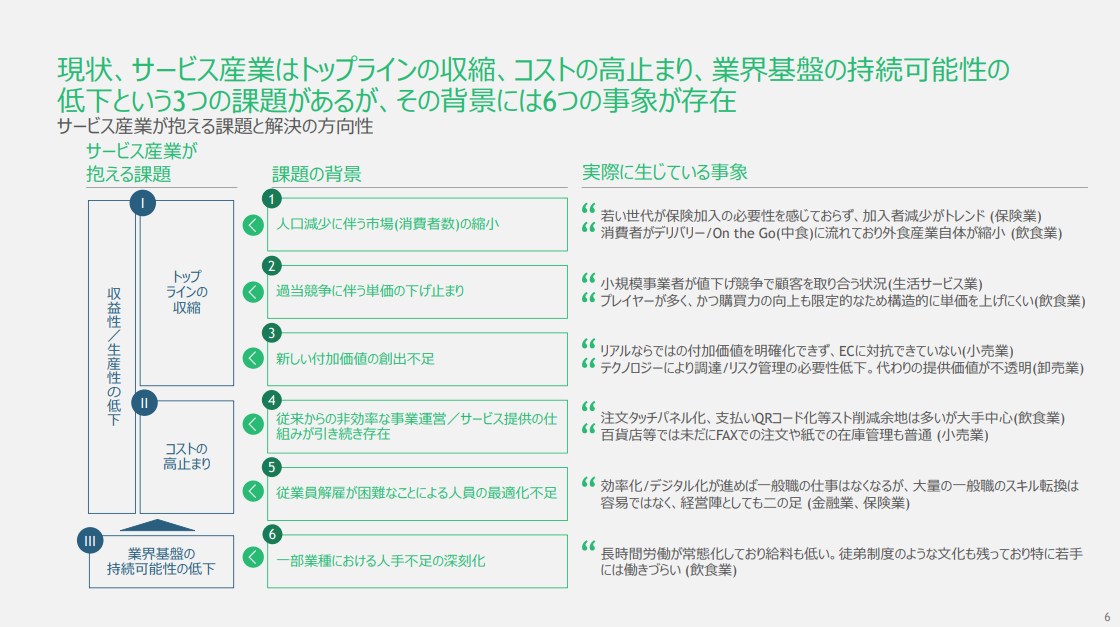 現状、サービス産業はトップラインの収縮、コストの高止まり、業界基盤の持続可能性の
低下という3つの課題があるが、その背景には6つの事象が存在
サービス産業が抱える課題と解決の方向性
サービス産業が
抱える課題
課題の背景
実際に生じている事象
収益性／生産性の低下
I
トップ
ラインの
収縮
1
人口減少に伴う市場(消費者数)の縮小
“ 若い世代が保険加入の必要性を感じておらず、加入者減少がトレンド (保険業)
“ 消費者がデリバリー/On the Go(中食)に流れており外食産業自体が縮小 (飲食業)
2
過当競争に伴う単価の下げ止まり
“ 小規模事業者が値下げ競争で顧客を取り合う状況(生活サービス業)
“ プレイヤーが多く、かつ購買力の向上も限定的なため構造的に単価を上げにくい(飲食業)
3
新しい付加価値の創出不足
“ リアルならではの付加価値を明確化できず、ECに対抗できていない(小売業)
“ テクノロジーにより調達/リスク管理の必要性低下。代わりの提供価値が不透明(卸売業)
II
コストの
高止まり
4
従来からの非効率な事業運営／サービス提供の仕
組みが引き続き存在
“ 注文タッチパネル化、支払いQRコード化等スト削減余地は多いが大手中心(飲食業)
“ 百貨店等では未だにFAXでの注文や紙での在庫管理も普通 (小売業)
5
従業員解雇が困難なことによる人員の最適化不足
“ 効率化/デジタル化が進めば一般職の仕事はなくなるが、大量の一般職のスキル転換は
容易ではなく、経営陣としても二の足 (金融業、保険業)
III
業界基盤の
持続可能性の低下
6
一部業種における人手不足の深刻化
“ 長時間労働が常態化しており給料も低い。徒弟制度のような文化も残っており特に若手
には働きづらい (飲食業)
6